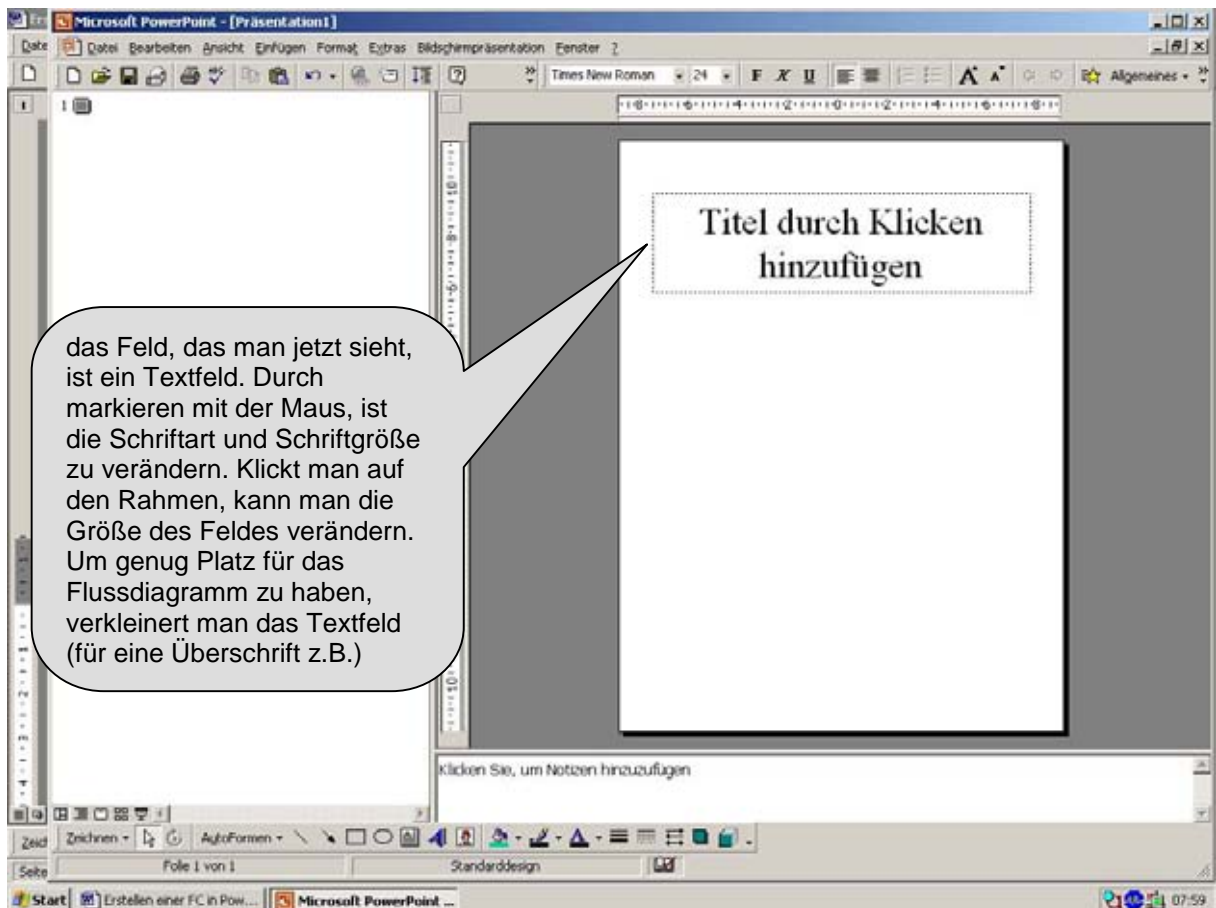 Microsoft PowerPoint - [Präsentation1]
Date
Datei Bearbeiten Ansicht Einfügen Format Extras Bildschirmpräsentation Fenster ?
Times New Roman 24 F K U Allgemeines
1
Titel durch Klicken
hinzufügen
das Feld, das man jetzt sieht,
ist ein Textfeld. Durch
markieren mit der Maus, ist
die Schriftart und Schriftgröße
zu verändern. Klickt man auf
den Rahmen, kann man die
Größe des Feldes verändern.
Um genug Platz für das
Flussdiagramm zu haben,
verkleinert man das Textfeld
(für eine Überschrift z.B.)
Klicken Sie, um Notizen hinzuzufügen
Zeich
Zeichnen AutoFormen
Seite
Folie 1 von 1 Standarddesign
Start Erstellen einer FC in Pow... Microsoft PowerPoint ... 07:59